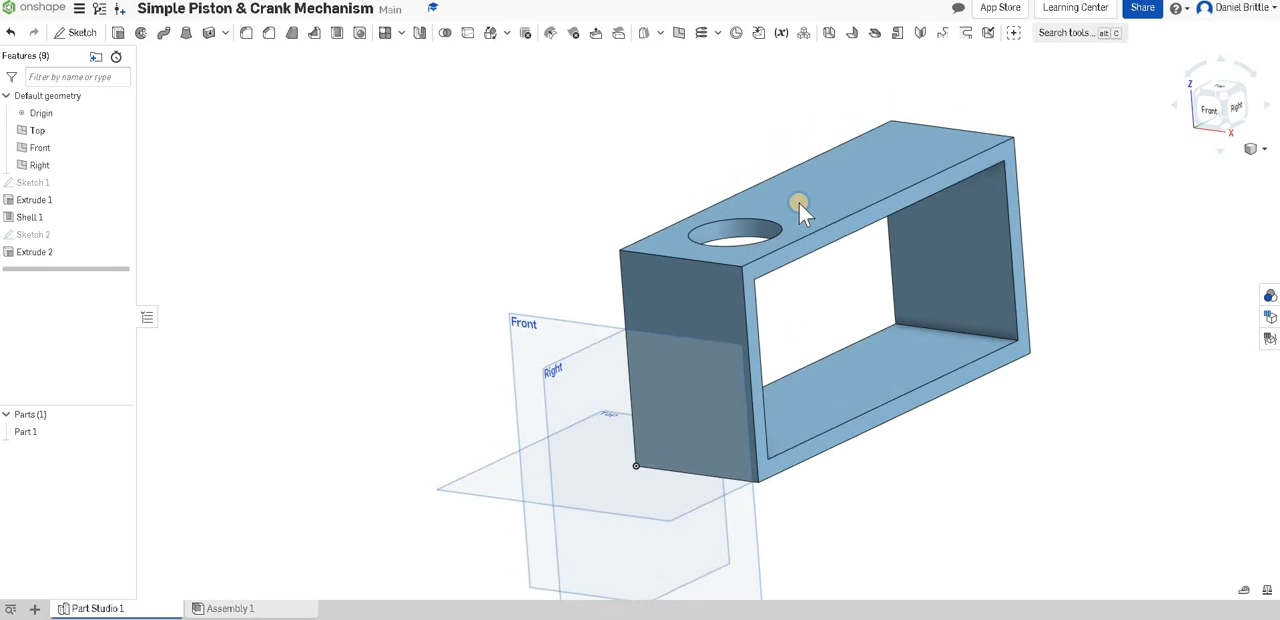 onshape Simple Piston & Crank Mechanism Main App Store Learning Center Share Daniel Brittle
Sketch Search tools... alt C
Features (9)
Filter by name or type
Default geometry
Origin
Top
Front
Right
Sketch 1
Extrude 1
Shell 1
Sketch 2
Extrude 2
Parts (1)
Part 1
Front
Right
Top
Z
Front
Right
X
Part Studio 1
Assembly 1